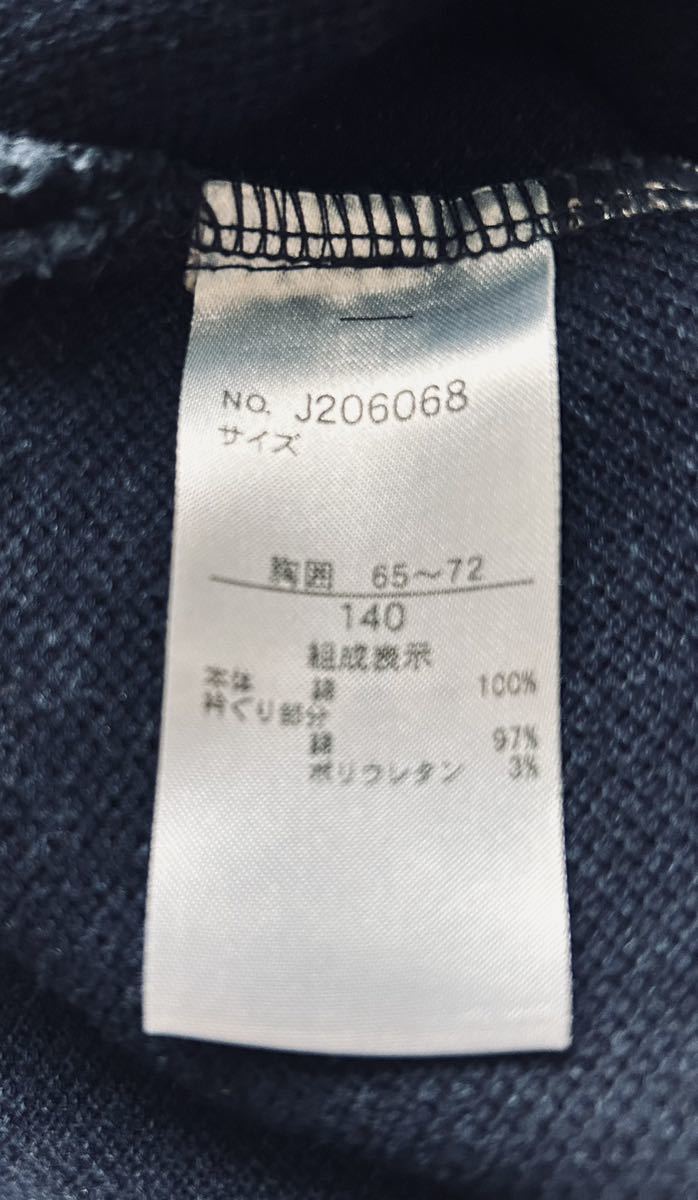 NO. J206068
サイズ
胸囲 65～72
140
組成表示
本体 綿 100%
衿ぐり部分
綿 97%
ポリウレタン 3%